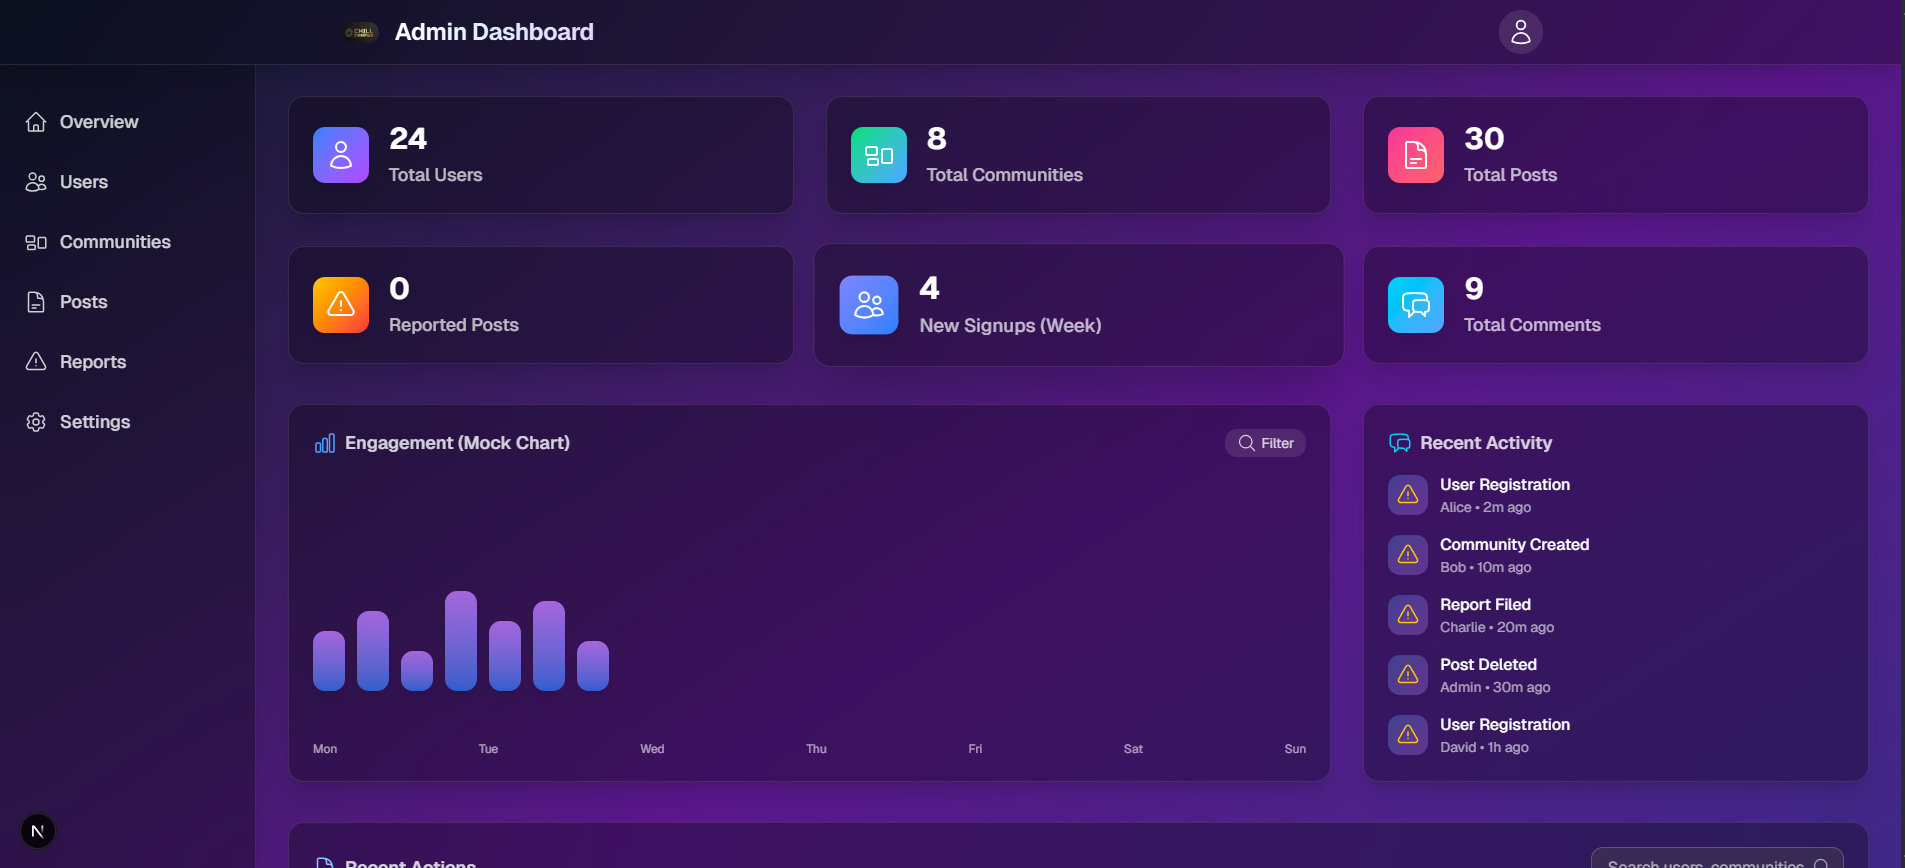 CHILL
CAMPUS
Admin Dashboard
Overview
Users
Communities
Posts
Reports
Settings
24
Total Users
8
Total Communities
30
Total Posts
0
Reported Posts
4
New Signups (Week)
9
Total Comments
Engagement (Mock Chart)
Filter
Mon
Tue
Wed
Thu
Fri
Sat
Sun
Recent Activity
User Registration
Alice • 2m ago
Community Created
Bob • 10m ago
Report Filed
Charlie • 20m ago
Post Deleted
Admin • 30m ago
User Registration
David • 1h ago
N
Recent Actions
Search users, communities